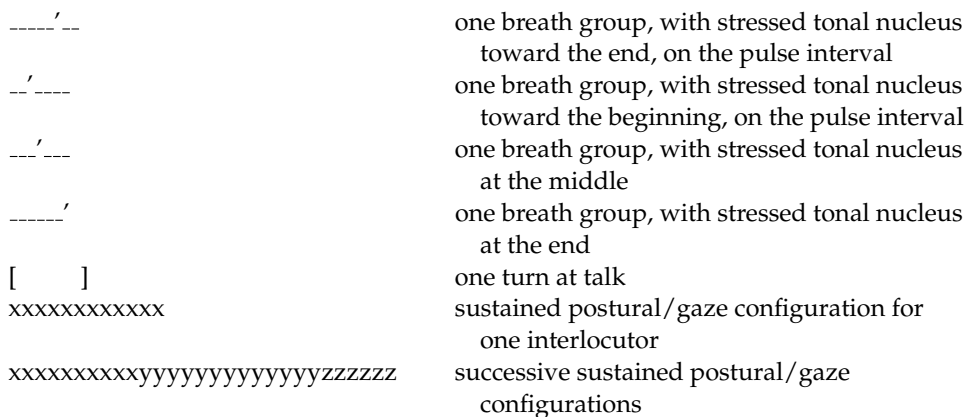 _____′__ one breath group, with stressed tonal nucleus
toward the end, on the pulse interval
__′____ one breath group, with stressed tonal nucleus
toward the beginning, on the pulse interval
___′___ one breath group, with stressed tonal nucleus
at the middle
______′ one breath group, with stressed tonal nucleus
at the end
[ ] one turn at talk
xxxxxxxxxxxx sustained postural/gaze configuration for
one interlocutor
xxxxxxxxxxyyyyyyyyyyyyyzzzzzz successive sustained postural/gaze
configurations